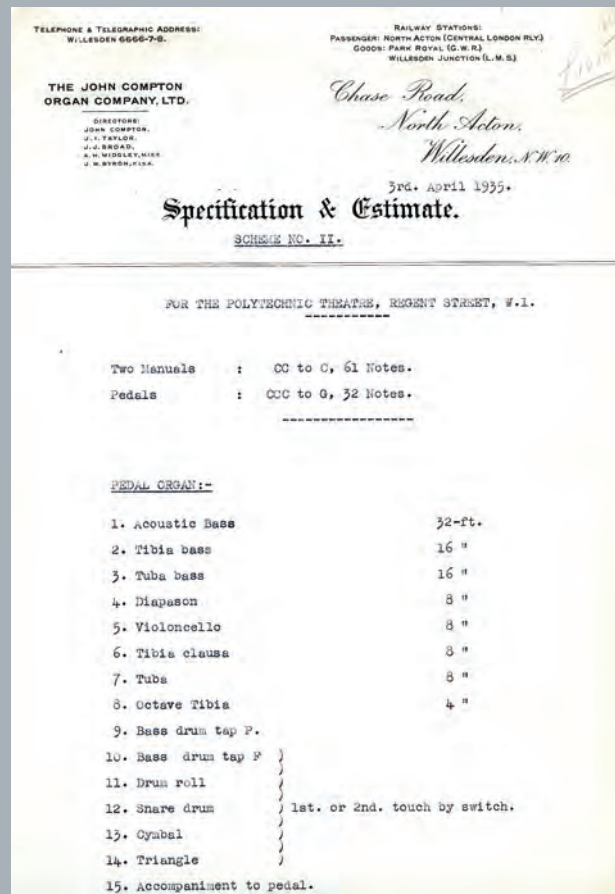 TELEPHONE & TELEGRAPHIC ADDRESS:
WILLESDEN 6666-7-8.
RAILWAY STATIONS:
PASSENGER: NORTH ACTON (CENTRAL LONDON RLY.)
GOODS: PARK ROYAL (G.W.R.)
WILLESDEN JUNCTION (L.M.S.)
THE JOHN COMPTON
ORGAN COMPANY, LTD.
DIRECTORS:
JOHN COMPTON,
J. I. TAYLOR,
J. J. BROAD,
A. H. MIDGLEY, M.I.E.E.
Chase Road,
North Acton,
Willesden, N.W. 10.
3rd. April 1935.
Specification & Estimate.
SCHEME NO. II.
FOR THE POLYTECHNIC THEATRE, REGENT STREET, W.1.
Two Manuals : CC to C, 61 Notes.
Pedals : CCC to G, 32 Notes.
PEDAL ORGAN:-
1. Acoustic Bass 32-ft.
2. Tibia bass 16 "
3. Tuba bass 16 "
4. Diapason 8 "
5. Violoncello 8 "
6. Tibia clausa 8 "
7. Tuba 8 "
8. Octave Tibia 4 "
9. Bass drum tap P.
10. Bass drum tap F )
11. Drum roll )
12. Snare drum ) 1st. or 2nd. touch by switch.
13. Cymbal )
14. Triangle )
15. Accompaniment to pedal.